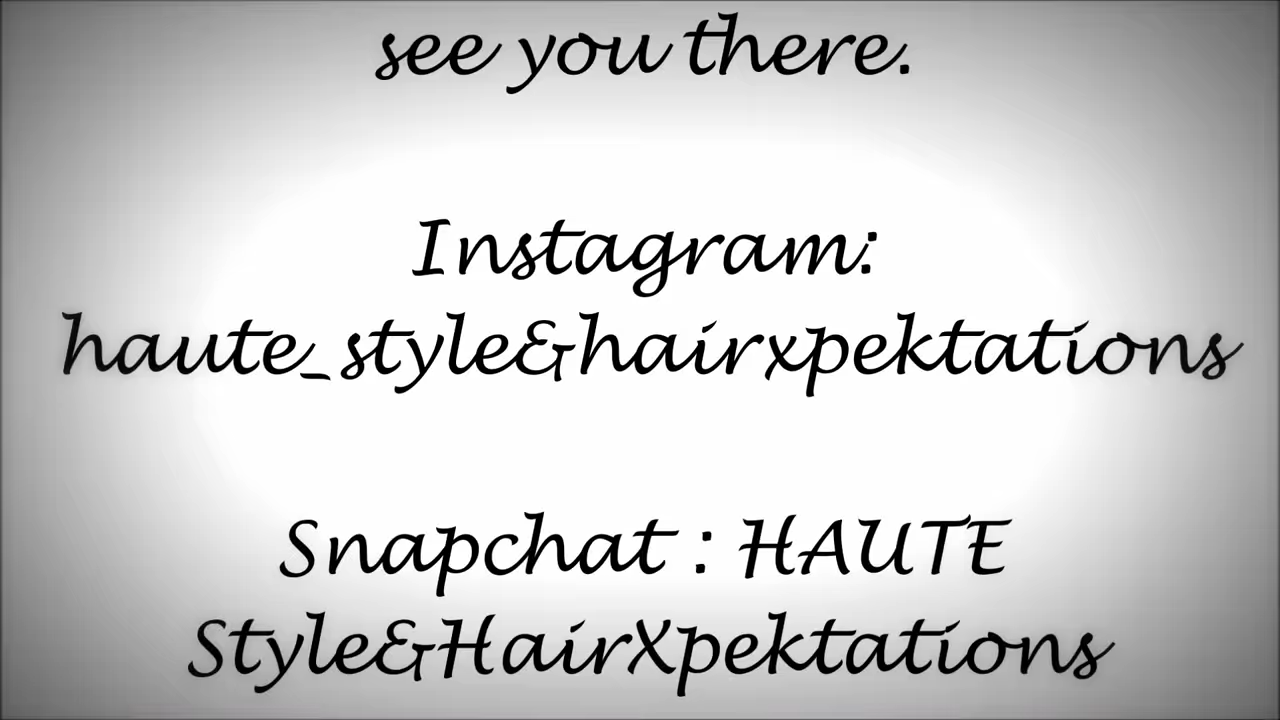 see you there.
Instagram:
haute_style&hairxpektations
Snapchat : HAUTE
Style&HairXpektations